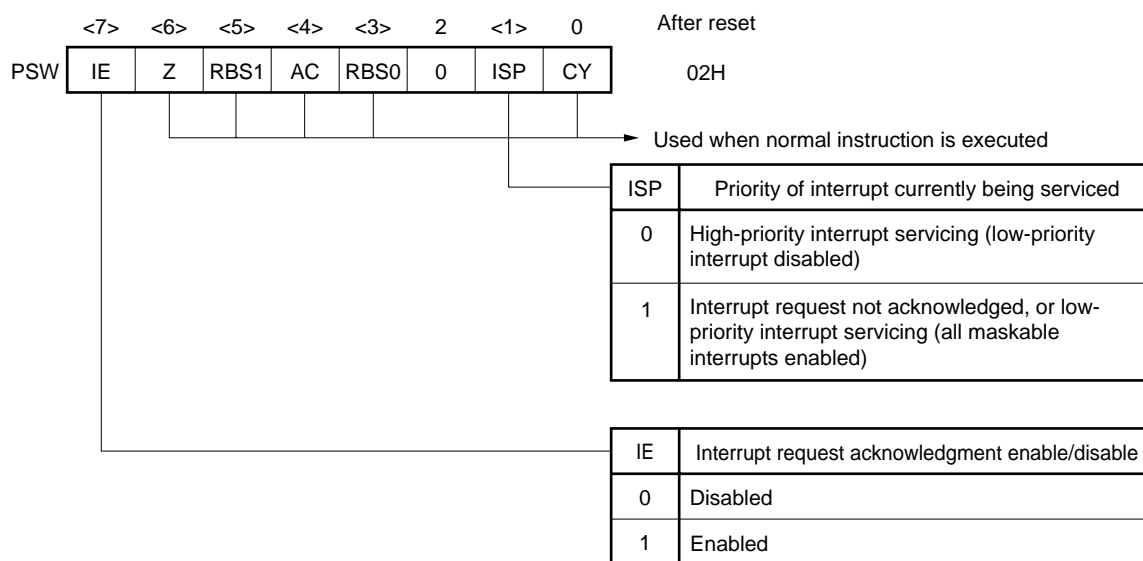 <7> <6> <5> <4> <3> 2 <1> 0 After reset
PSW IE Z RBS1 AC RBS0 0 ISP CY 02H
Used when normal instruction is executed
ISP Priority of interrupt currently being serviced
0 High-priority interrupt servicing (low-priority
interrupt disabled)
1 Interrupt request not acknowledged, or low-
priority interrupt servicing (all maskable
interrupts enabled)
IE Interrupt request acknowledgment enable/disable
0 Disabled
1 Enabled